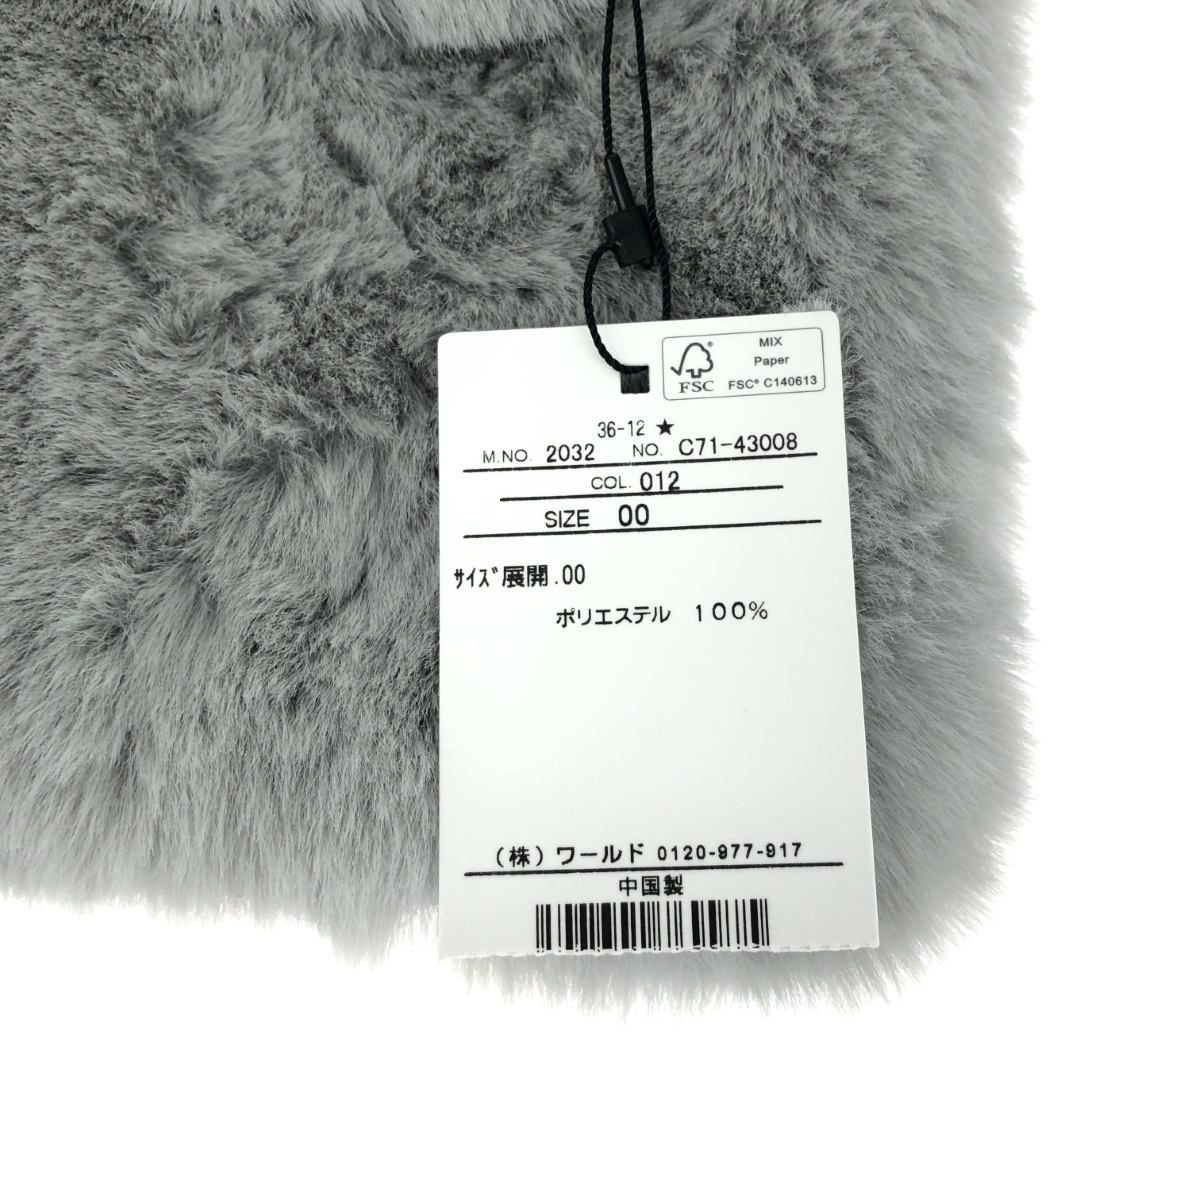 MIX
Paper
FSC® C140613
FSC
36-12 ★
M.NO. 2032 NO. C71-43008
COL. 012
SIZE 00
ｻｲｽﾞ展開.00
ポリエステル 100%
(株)ワールド 0120-977-917
中国製